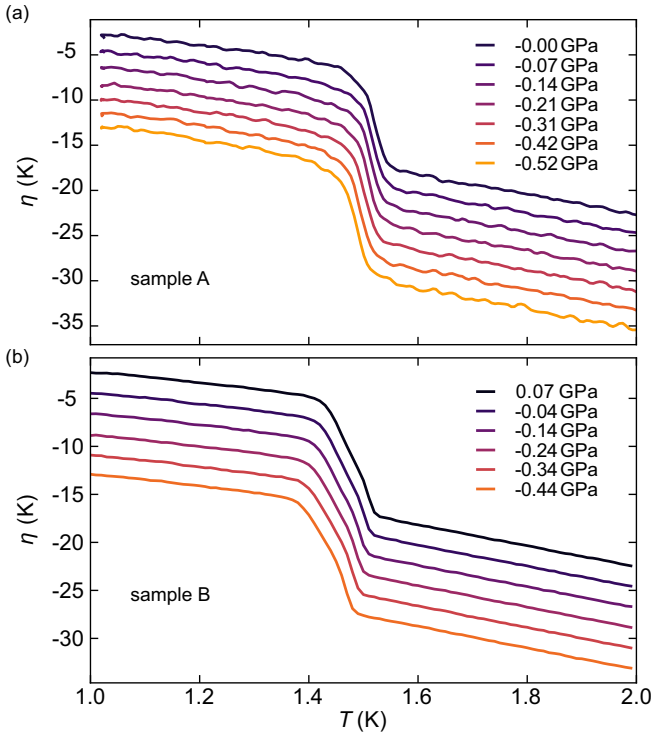 (a)
-5
-10
-15
-20
-25
-30
-35
η (K)
-0.00 GPa
-0.07 GPa
-0.14 GPa
-0.21 GPa
-0.31 GPa
-0.42 GPa
-0.52 GPa
sample A
(b)
-5
-10
-15
-20
-25
-30
η (K)
0.07 GPa
-0.04 GPa
-0.14 GPa
-0.24 GPa
-0.34 GPa
-0.44 GPa
sample B
1.0 1.2 1.4 1.6 1.8 2.0
T (K)